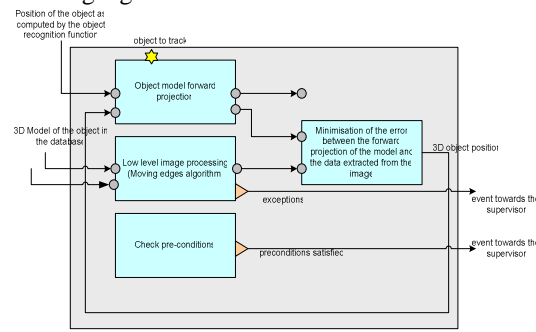 Position of the object as
computed by the object
recognition function
object to track
Object model forward
projection
3D Model of the object in
the database
Low level image processing
(Moving edges algorithm
Minimisation of the error
between the forward
projection of the model and
the data extracted from the
image
3D object position
exceptions
event towards the
supervisor
Check pre-conditions
preconditions satisfied
event towards the
supervisor